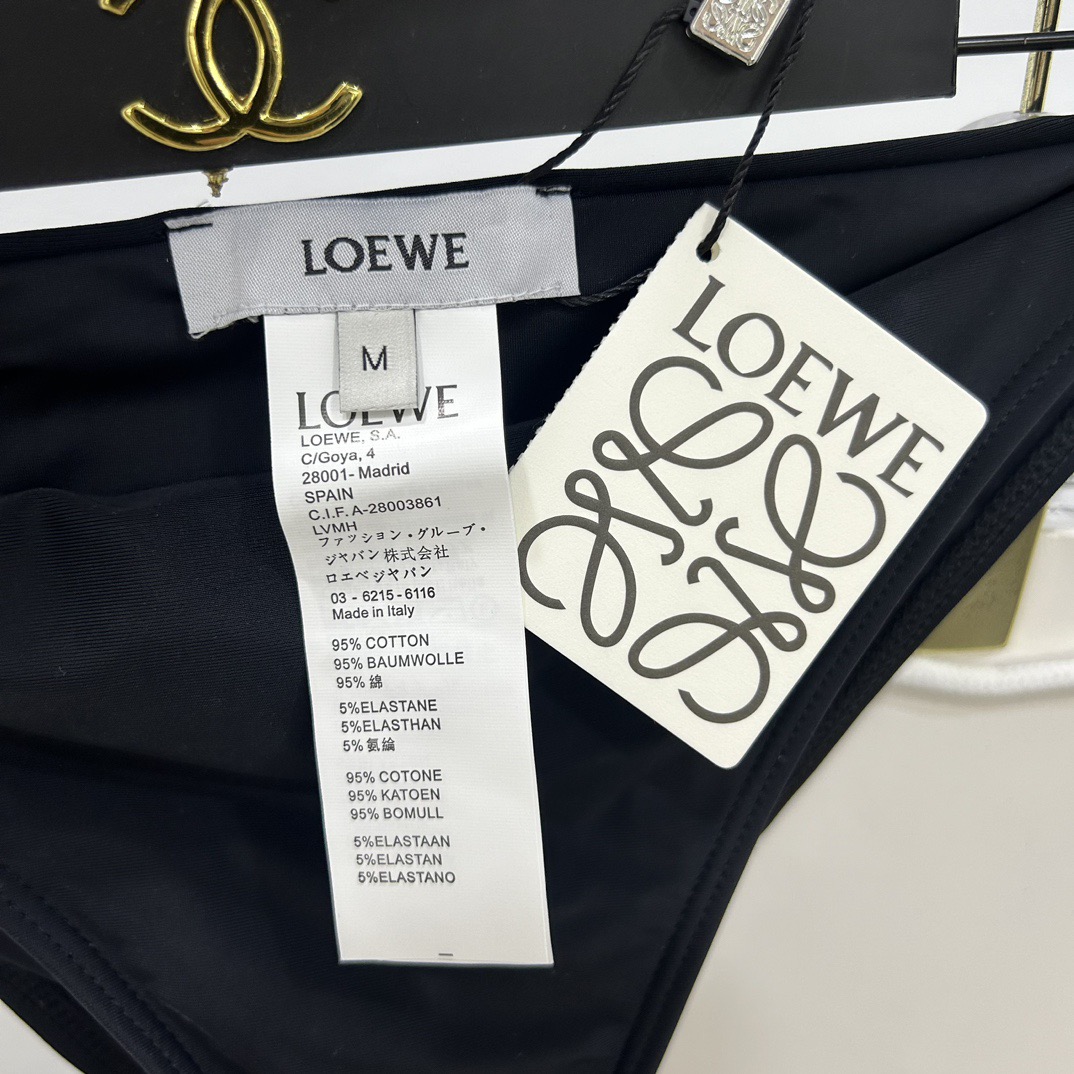 LOEWE
M
LOEWE
LOEWE, S.A.
C/Goya, 4
28001- Madrid
SPAIN
C.I.F. A-28003861
LVMH
ファッション・グループ・
ジャパン株式会社
ロエベジャパン
03 - 6215-6116
Made in Italy
95% COTTON
95% BAUMWOLLE
95% 綿
5%ELASTANE
5%ELASTHAN
5% 氨綸
95% COTONE
95% KATOEN
95% BOMULL
5%ELASTAAN
5%ELASTAN
5%ELASTANO
LOEWE